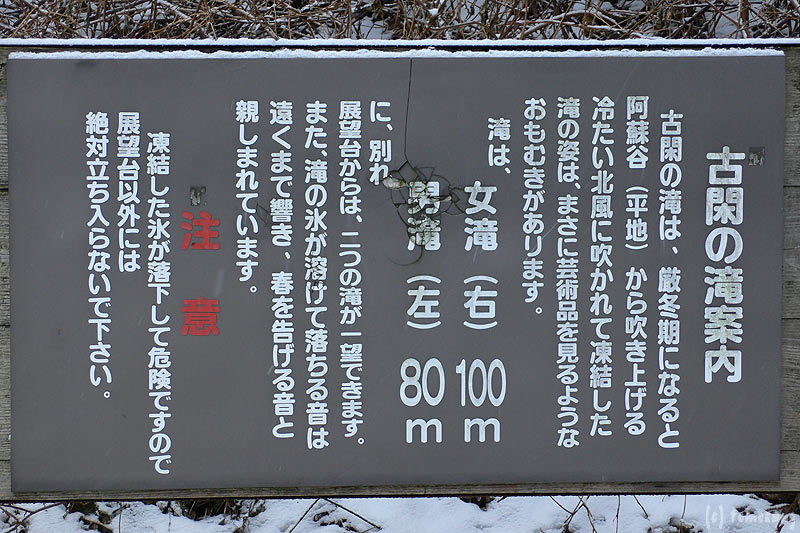 古閑の滝案内
古閑の滝は、厳冬期になると
阿蘇谷（平地）から吹き上げる
冷たい北風に吹かれて凍結した
滝の姿は、まさに芸術品を見るような
おもむきがあります。
滝は、
女滝（右）100m
男滝（左）80m
に、別れ
展望台からは、二つの滝が一望できます。
また、滝の氷が溶けて落ちる音は
遠くまで響き、春を告げる音と
親しまれています。
注意
凍結した氷が落下して危険ですので
展望台以外には
絶対立ち入らないで下さい。